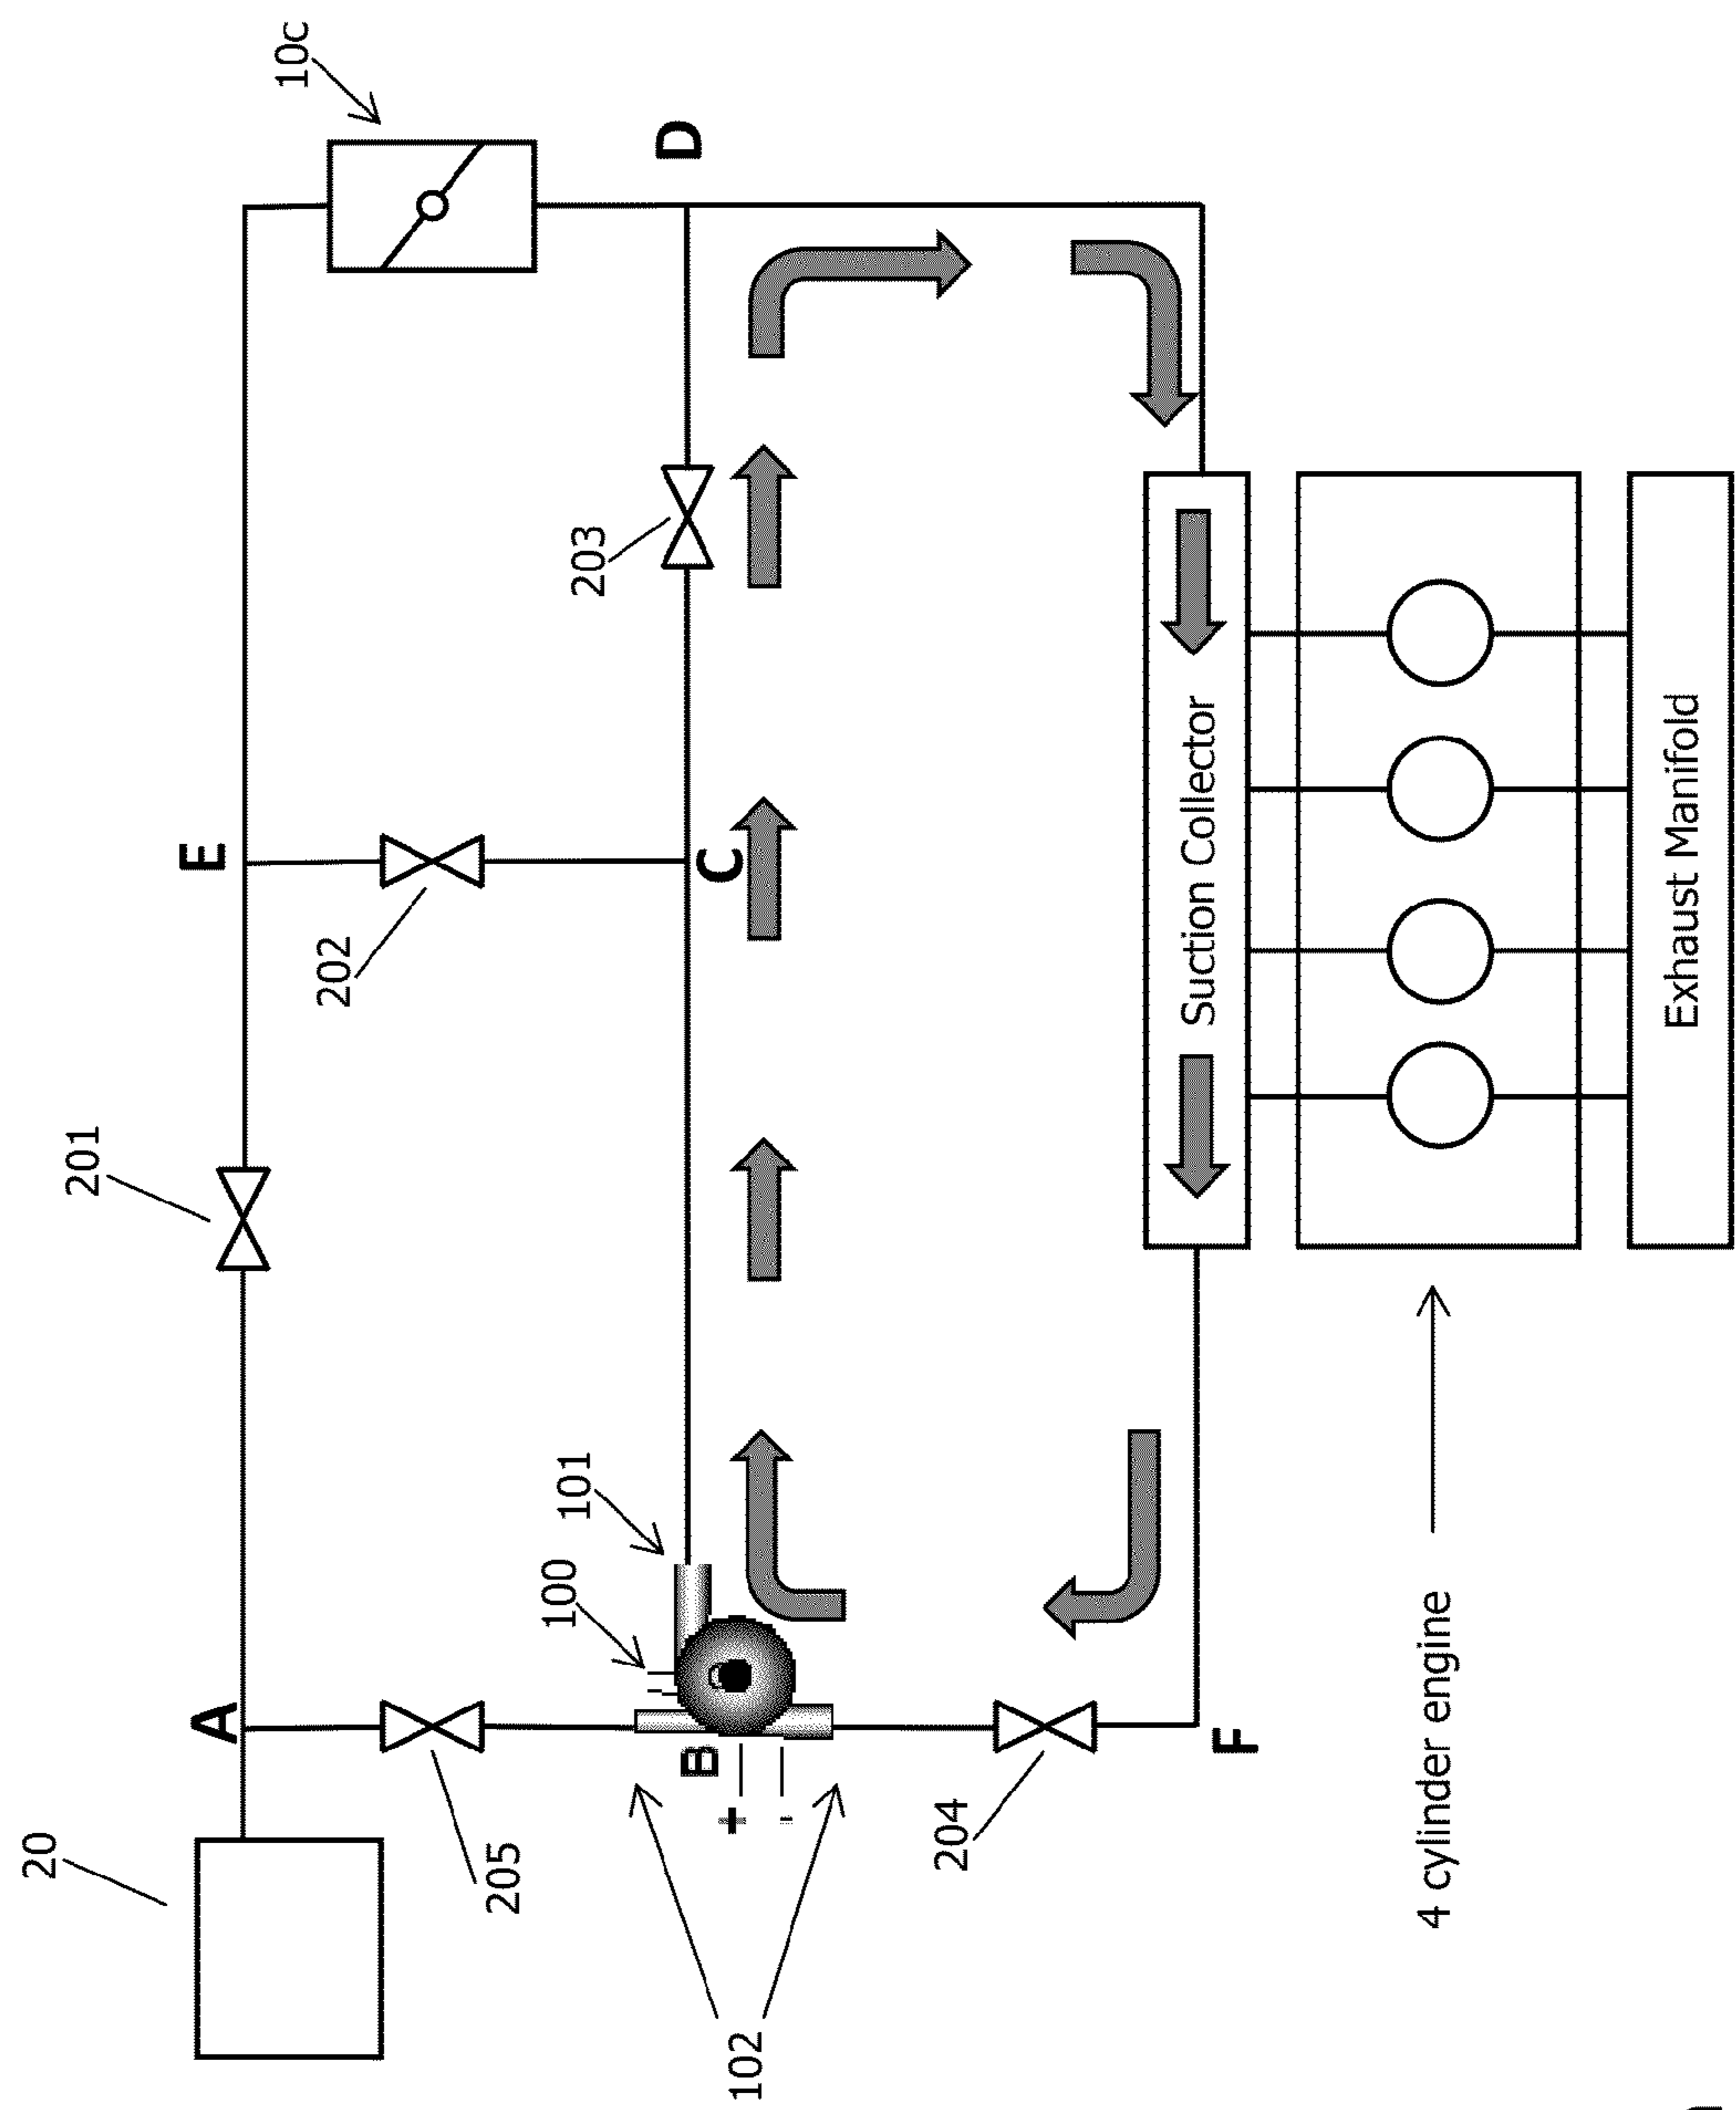 20
201
A
E
10c
202
205
100
101
203
D
B
C
+
102
-
204
Suction Collector
F
4 cylinder engine
Exhaust Manifold